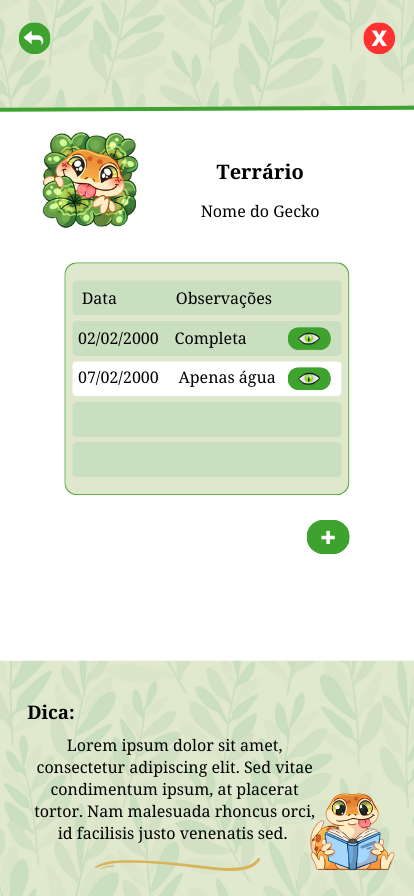 X
Terrário
Nome do Gecko
Data Observações
02/02/2000 Completa
07/02/2000 Apenas água
+
Dica:
Lorem ipsum dolor sit amet,
consectetur adipiscing elit. Sed vitae
condimentum ipsum, at placerat
tortor. Nam malesuada rhoncus orci,
id facilisis justo venenatis sed.